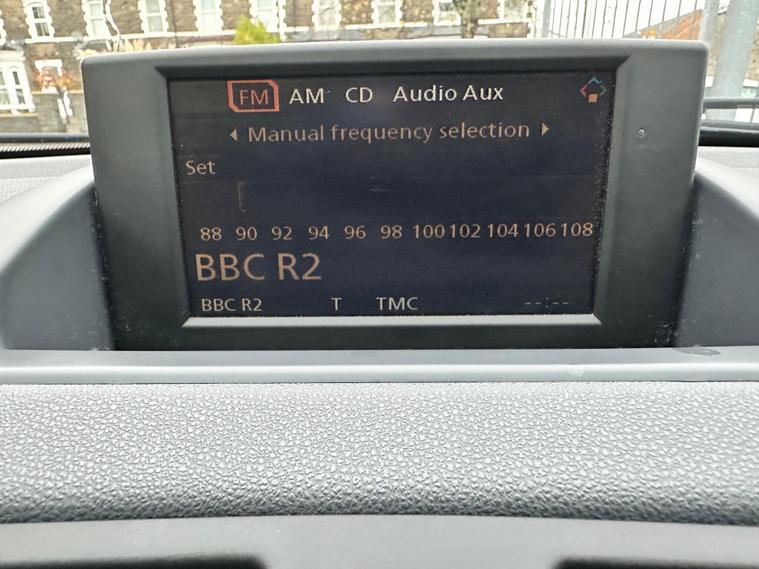 FM AM CD Audio Aux
Manual frequency selection
Set
88 90 92 94 96 98 100 102 104 106 108
BBC R2
BBC R2 T TMC --:--